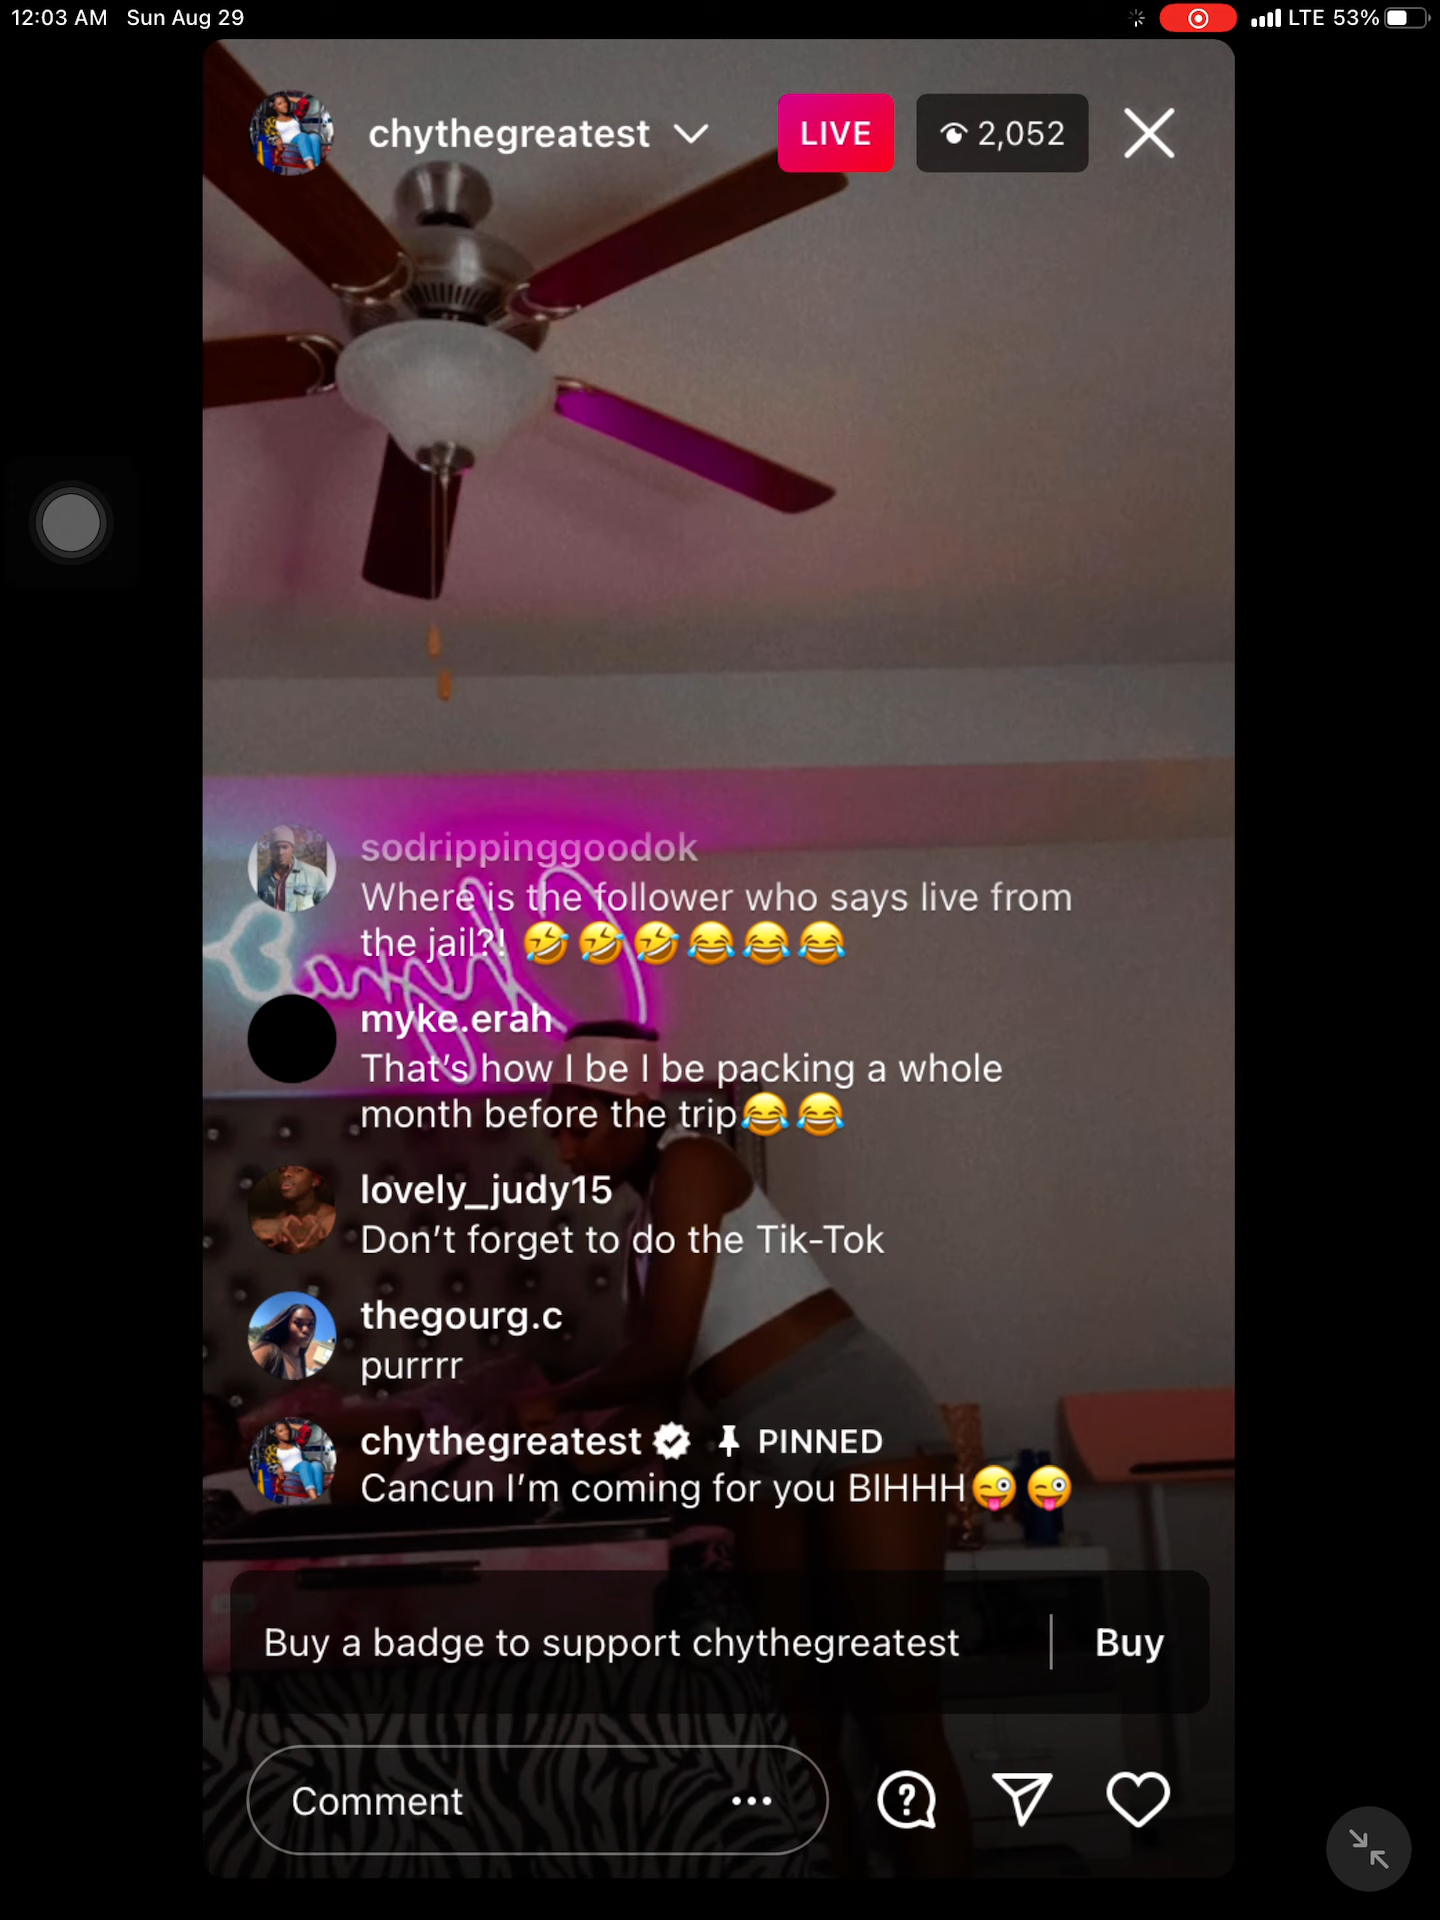 12:03 AM Sun Aug 29
LTE 53%
chythegreatest
LIVE
2,052
sodrippinggoodok
Where is the follower who says live from
the jail?! 🤣🤣🤣😂😂😂
myke.erah
That's how I be I be packing a whole
month before the trip😂😂
lovely_judy15
Don't forget to do the Tik-Tok
thegourg.c
purrrr
chythegreatest PINNED
Cancun I'm coming for you BIHHH😜😜
Buy a badge to support chythegreatest | Buy
Comment